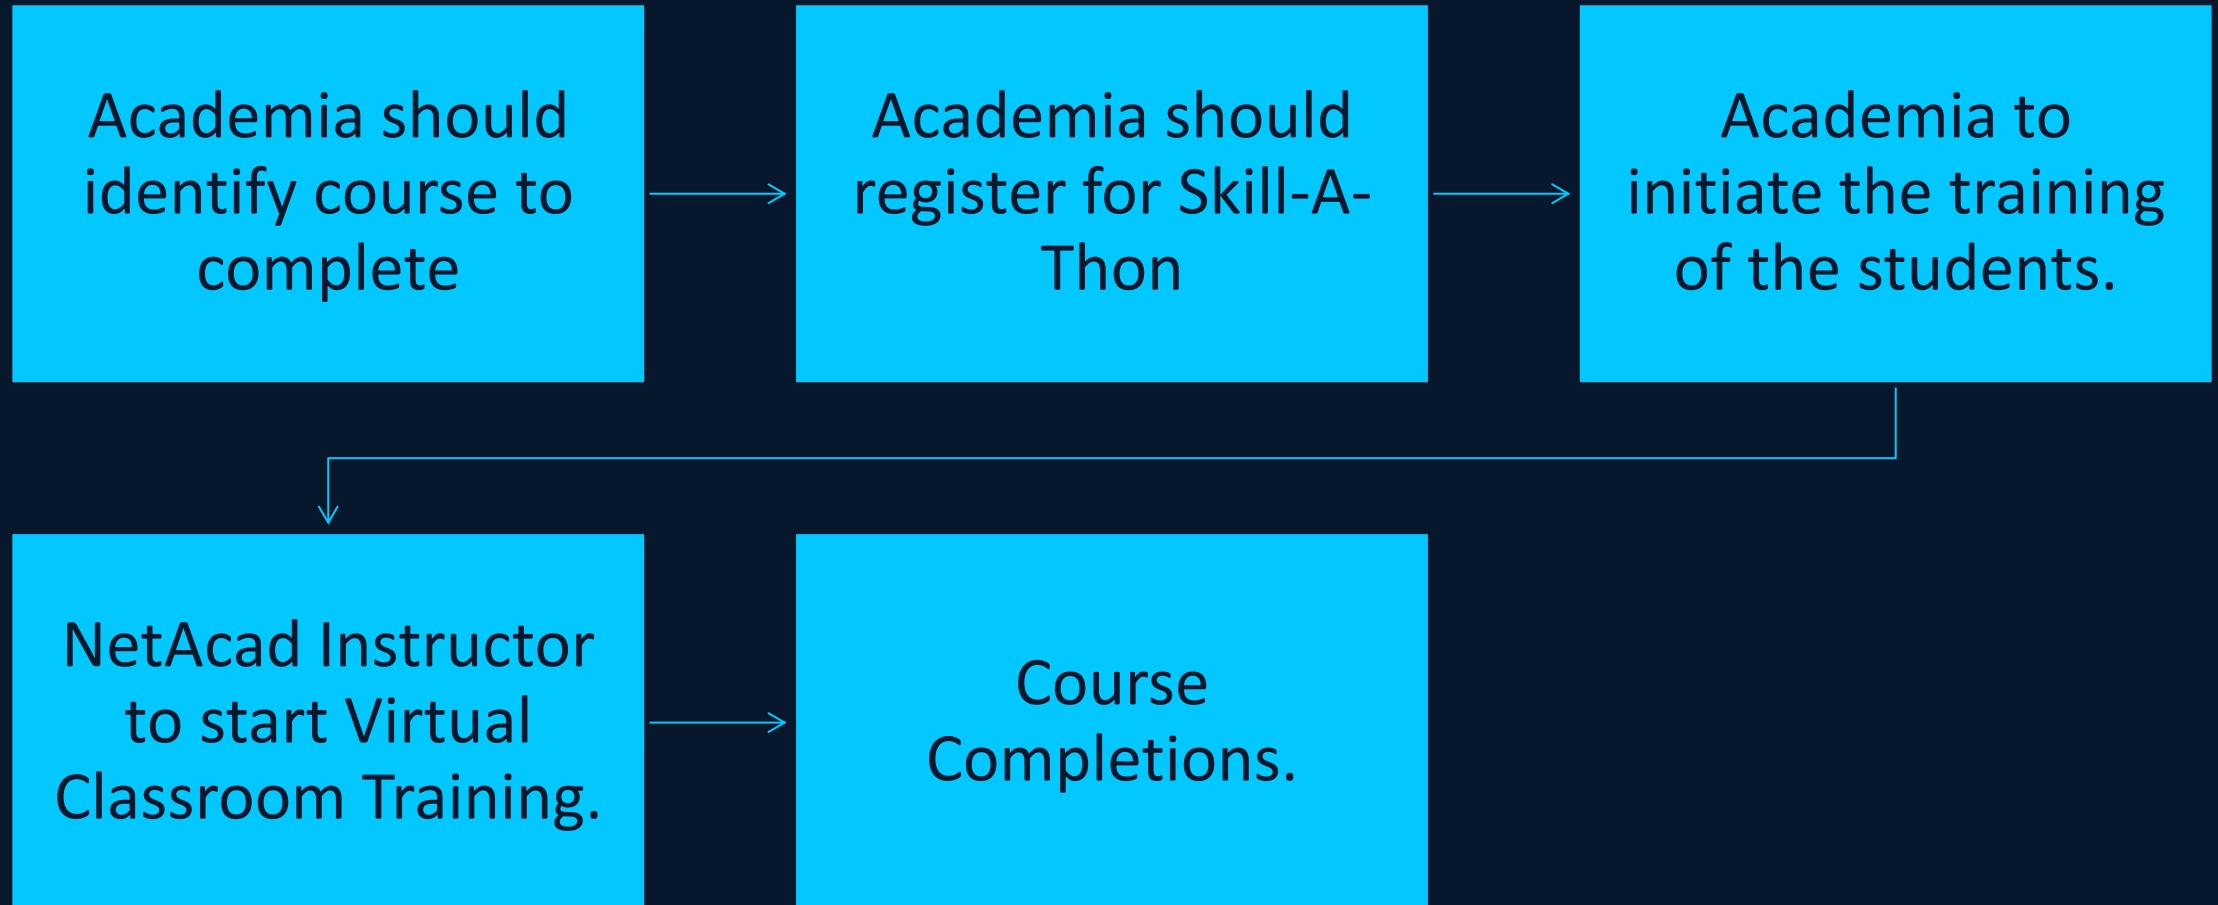 Academia should
identify course to
complete
Academia should
register for Skill-A-
Thon
Academia to
initiate the training
of the students.
NetAcad Instructor
to start Virtual
Classroom Training.
Course
Completions.